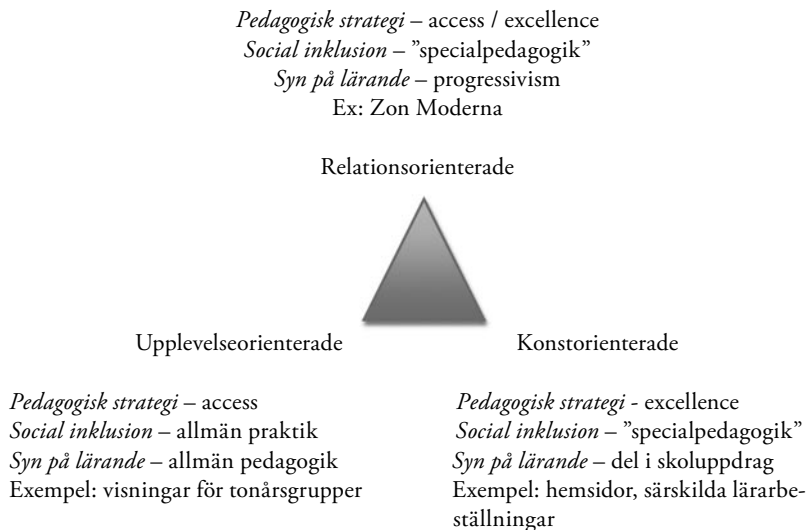 Pedagogisk strategi – access / excellence
Social inklusion – ”specialpedagogik”
Syn på lärande – progressivism
Ex: Zon Moderna
Relationsorienterade
Upplevelseorienterade
Konstorienterade
Pedagogisk strategi – access
Social inklusion – allmän praktik
Syn på lärande – allmän pedagogik
Exempel: visningar för tonårsgrupper
Pedagogisk strategi - excellence
Social inklusion – ”specialpedagogik”
Syn på lärande – del i skoluppdrag
Exempel: hemsidor, särskilda lärarbe-
ställningar